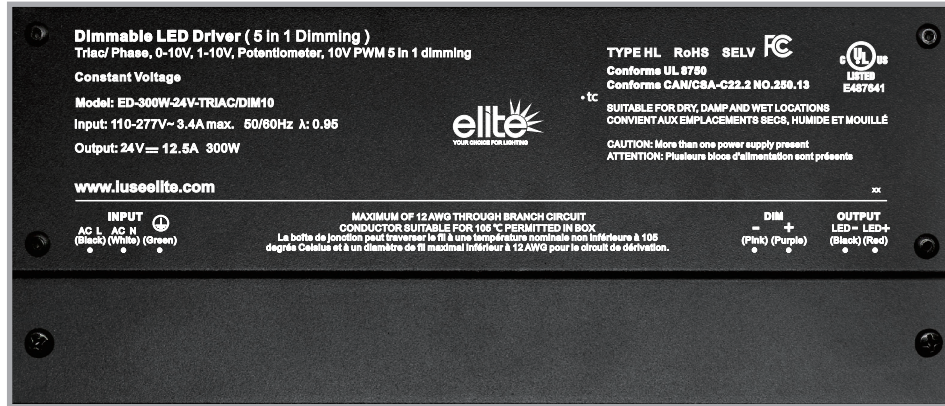 Dimmable LED Driver ( 5 in 1 Dimming )
Triac/ Phase, 0-10V, 1-10V, Potentiometer, 10V PWM 5 in 1 dimming
Constant Voltage
Model: ED-300W-24V-TRIAC/DIM10
Input: 110-277V~ 3.4A max. 50/60Hz λ: 0.95
Output: 24V⎓ 12.5A 300W
www.luseelite.com
elite
YOUR CHOICE FOR LIGHTING
•tc
TYPE HL RoHS SELV FC
Conforme UL 8750
Conforme CAN/CSA-C22.2 NO.250.13
C UL US
LISTED
E487641
SUITABLE FOR DRY, DAMP AND WET LOCATIONS
CONVIENT AUX EMPLACEMENTS SECS, HUMIDE ET MOUILLÉ
CAUTION: More than one power supply present
ATTENTION: Plusieurs blocs d'alimentation sont présents
xx
INPUT
AC L AC N
(Black) (White) (Green)
MAXIMUM OF 12 AWG THROUGH BRANCH CIRCUIT
CONDUCTOR SUITABLE FOR 105 ℃ PERMITTED IN BOX
La boîte de jonction peut traverser le fil à une température nominale non inférieure à 105
degrés Celsius et à un diamètre de fil maximal inférieur à 12 AWG pour le circuit de dérivation.
DIM
− +
(Pink) (Purple)
OUTPUT
LED− LED+
(Black) (Red)